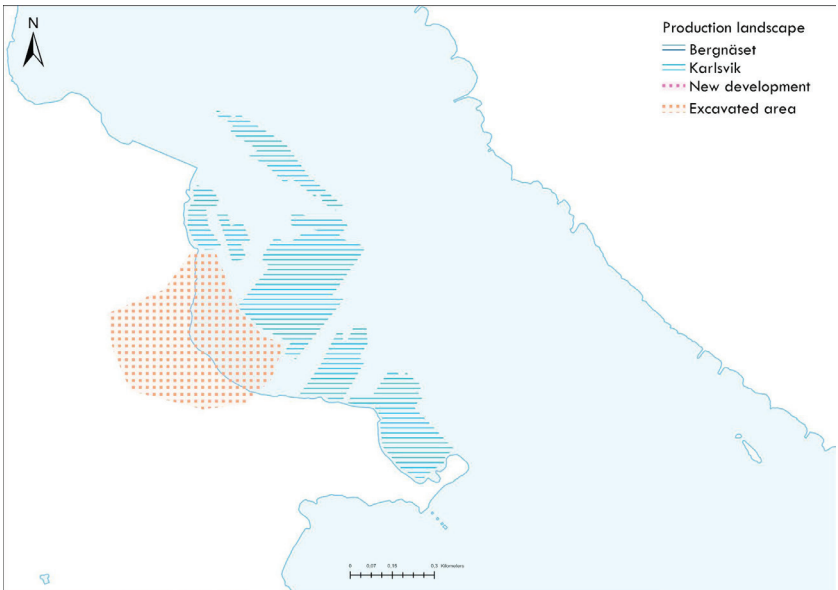 N
Production landscape
Bergnäset
Karlsvik
New development
Excavated area
0 0.07 0.15 0.3 Kilometers